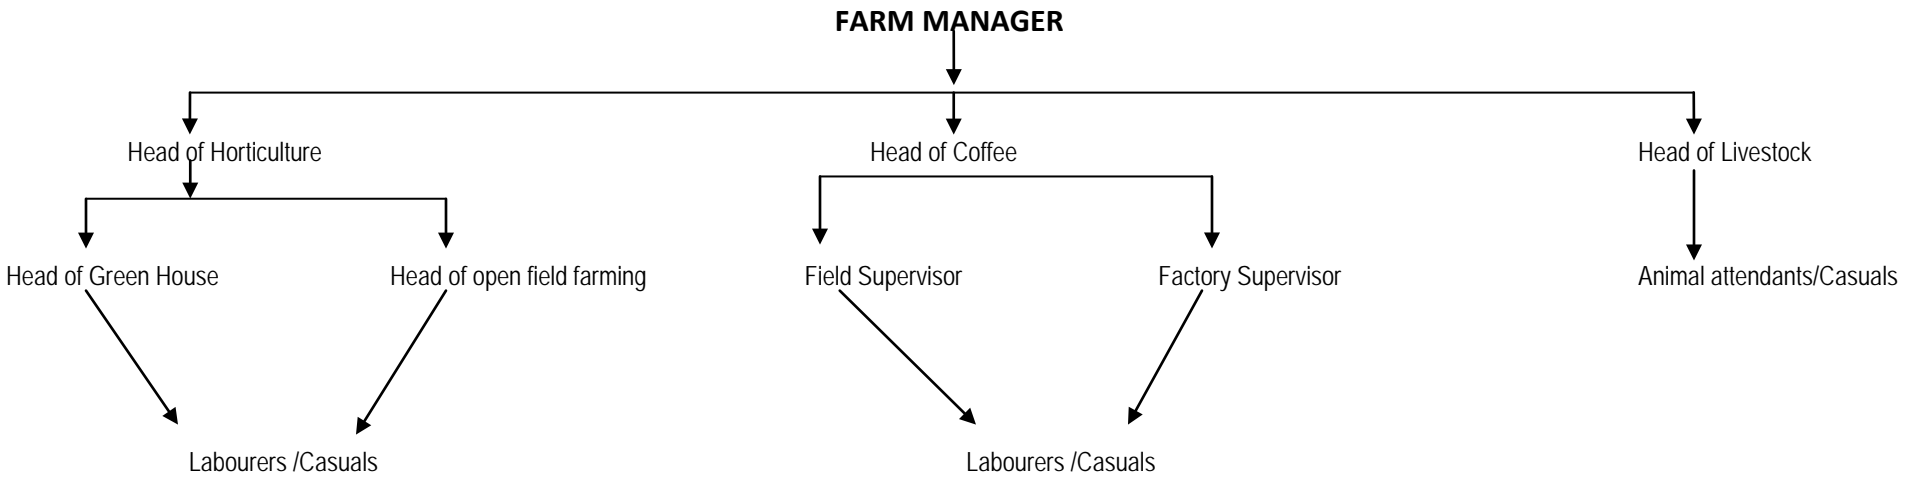 FARM MANAGER
Head of Horticulture
Head of Coffee
Head of Livestock
Head of Green House
Head of open field farming
Field Supervisor
Factory Supervisor
Animal attendants/Casuals
Labourers /Casuals
Labourers /Casuals